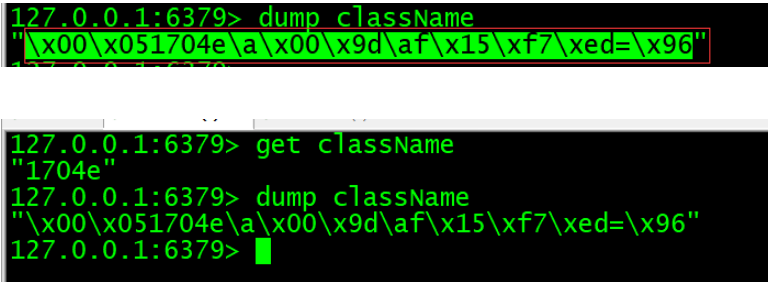 127.0.0.1:6379> dump className
"\x00\x051704e\a\x00\x9d\af\x15\xf7\xed=\x96"
127.0.0.1:6379> get className
"1704e"
127.0.0.1:6379> dump className
"\x00\x051704e\a\x00\x9d\af\x15\xf7\xed=\x96"
127.0.0.1:6379>